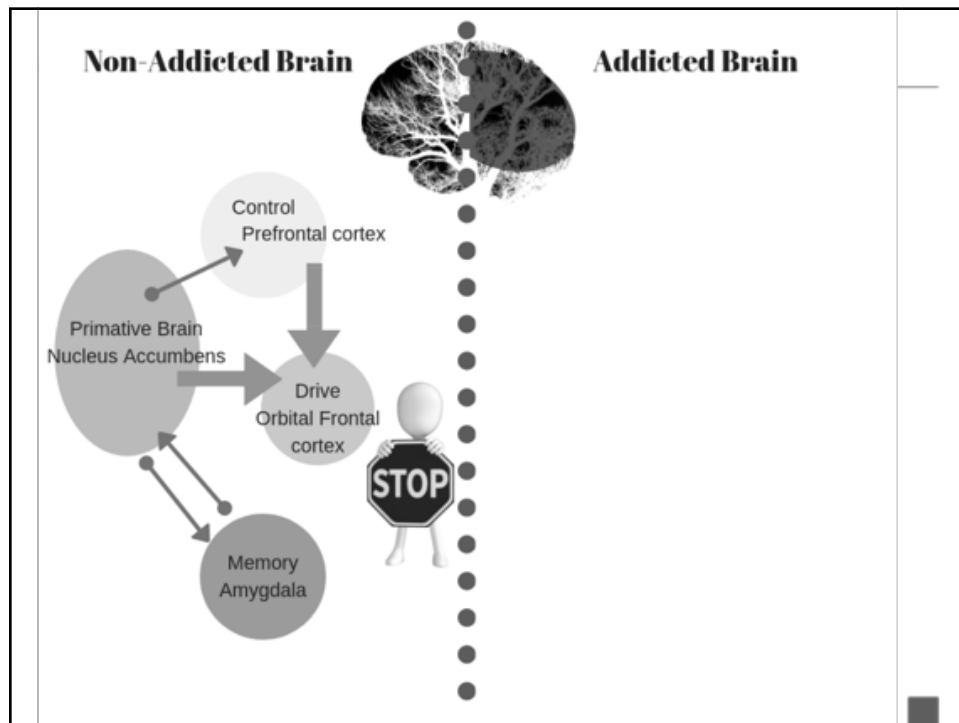 Non-Addicted Brain
Addicted Brain
Control
Prefrontal cortex
Primative Brain
Nucleus Accumbens
Drive
Orbital Frontal
cortex
STOP
Memory
Amygdala